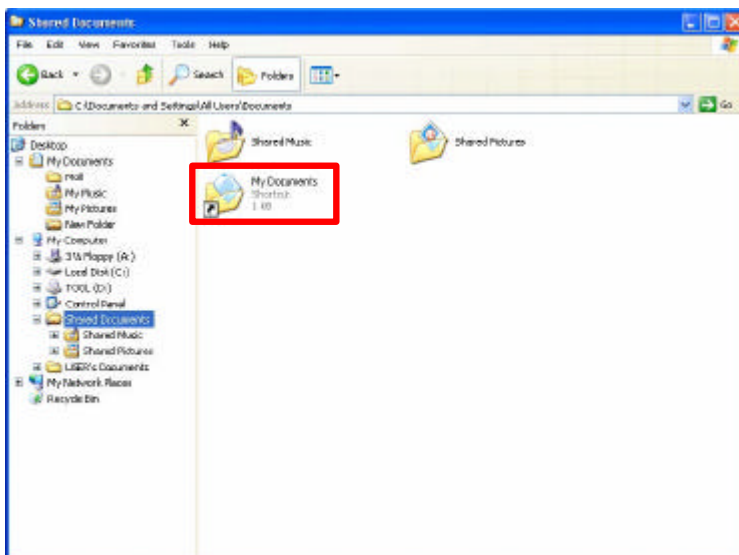 Shared Documents
File Edit View Favorites Tools Help
Back Search Folders
Address C:\Documents and Settings\All Users\Documents Go
Folders x
Desktop
My Documents
Mail
My Music
My Pictures
New Folder
My Computer
3½ Floppy (A:)
Local Disk (C:)
TOOL (D:)
Control Panel
Shared Documents
Shared Music
Shared Pictures
USER's Documents
My Network Places
Recycle Bin
Shared Music
Shared Pictures
My Documents
Shortcut
1 KB